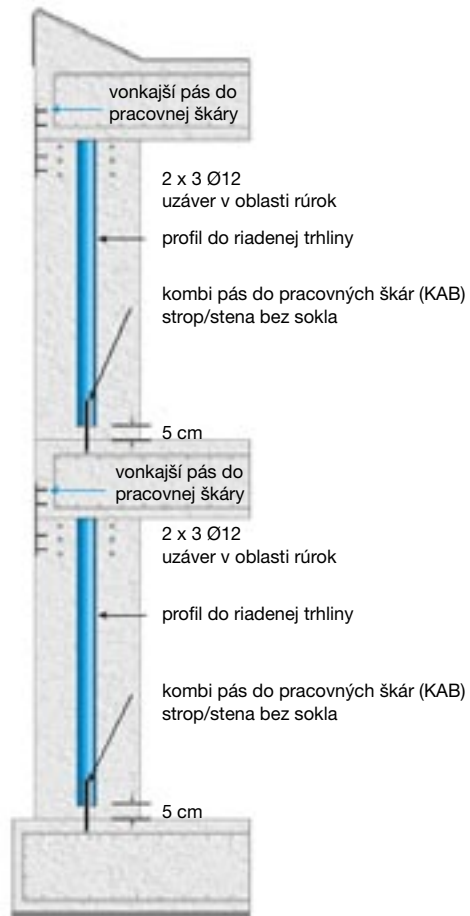 vonkajší pás do
pracovnej škáry
2 x 3 Ø12
uzáver v oblasti rúrok
profil do riadenej trhliny
kombi pás do pracovných škár (KAB)
strop/stena bez sokla
5 cm
vonkajší pás do
pracovnej škáry
2 x 3 Ø12
uzáver v oblasti rúrok
profil do riadenej trhliny
kombi pás do pracovných škár (KAB)
strop/stena bez sokla
5 cm